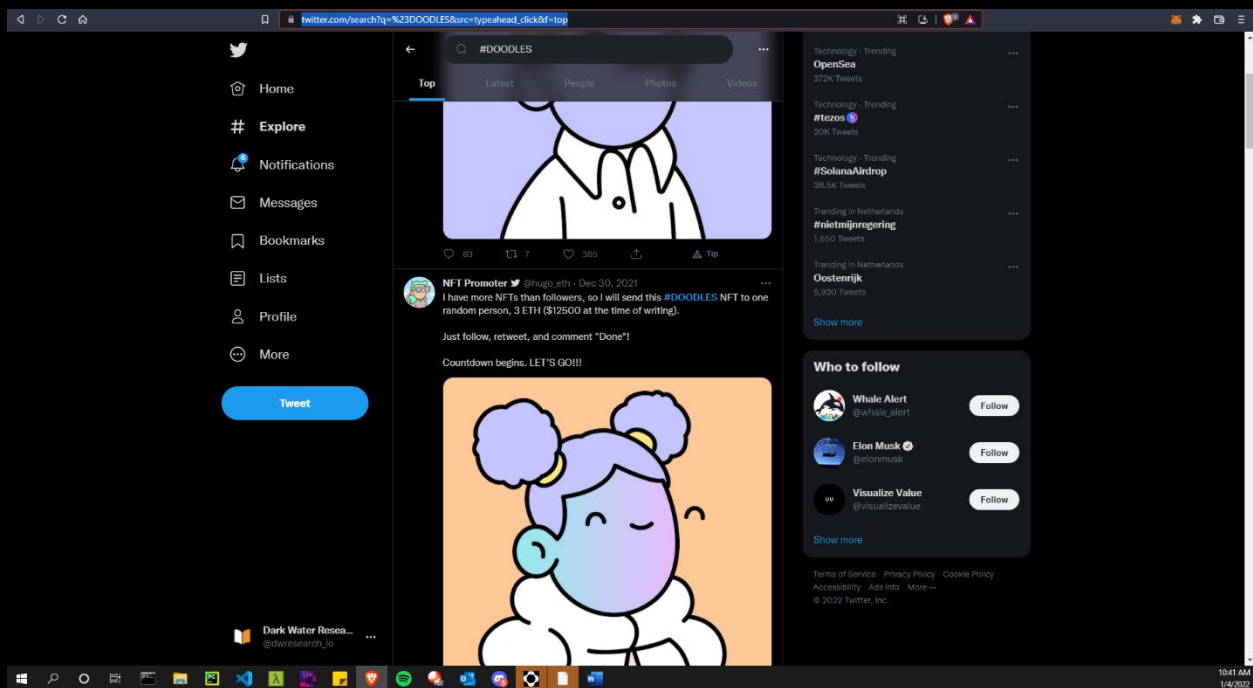 twitter.com/search?q=%23DOODLES&src=typeahead_click&f=top
Home
Explore
6
Notifications
Messages
Bookmarks
Lists
Profile
More
Tweet
Dark Water Resea...
@dwresearch_io
#DOODLES
Top
Latest
People
Photos
Videos
63
7
365
Tip
NFT Promoter @hugo_eth · Dec 30, 2021
I have more NFTs than followers, so I will send this #DOODLES NFT to one
random person, 3 ETH ($12500 at the time of writing).
Just follow, retweet, and comment "Done"!
Countdown begins. LET'S GO!!!
Technology · Trending
OpenSea
372K Tweets
Technology · Trending
#tezos
20K Tweets
Technology · Trending
#SolanaAirdrop
38.5K Tweets
Trending in Netherlands
#nietmijnregering
1,650 Tweets
Trending in Netherlands
Oostenrijk
5,920 Tweets
Show more
Who to follow
Whale Alert
@whale_alert
Follow
Elon Musk
@elonmusk
Follow
Visualize Value
@visualizevalue
Follow
Show more
Terms of Service Privacy Policy Cookie Policy
Accessibility Ads info More ···
© 2022 Twitter, Inc.
10:41 AM
1/4/2022